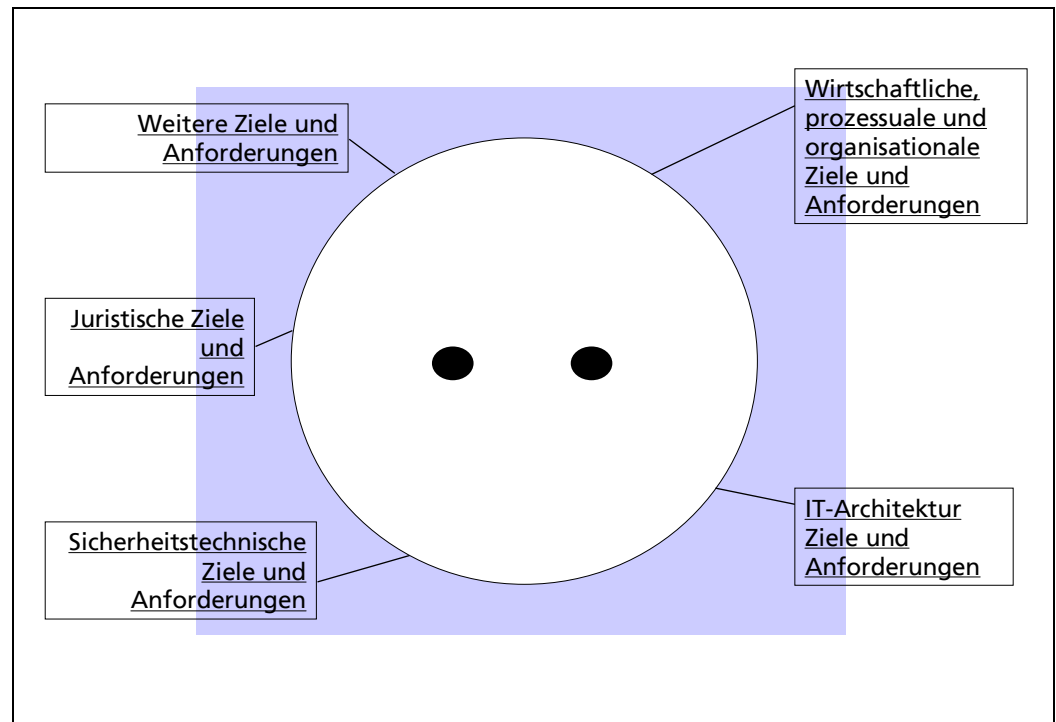 Weitere Ziele und
Anforderungen
Wirtschaftliche,
prozessuale und
organisationale
Ziele und
Anforderungen
Juristische Ziele
und
Anforderungen
Sicherheitstechnische
Ziele und
Anforderungen
IT-Architektur
Ziele und
Anforderungen